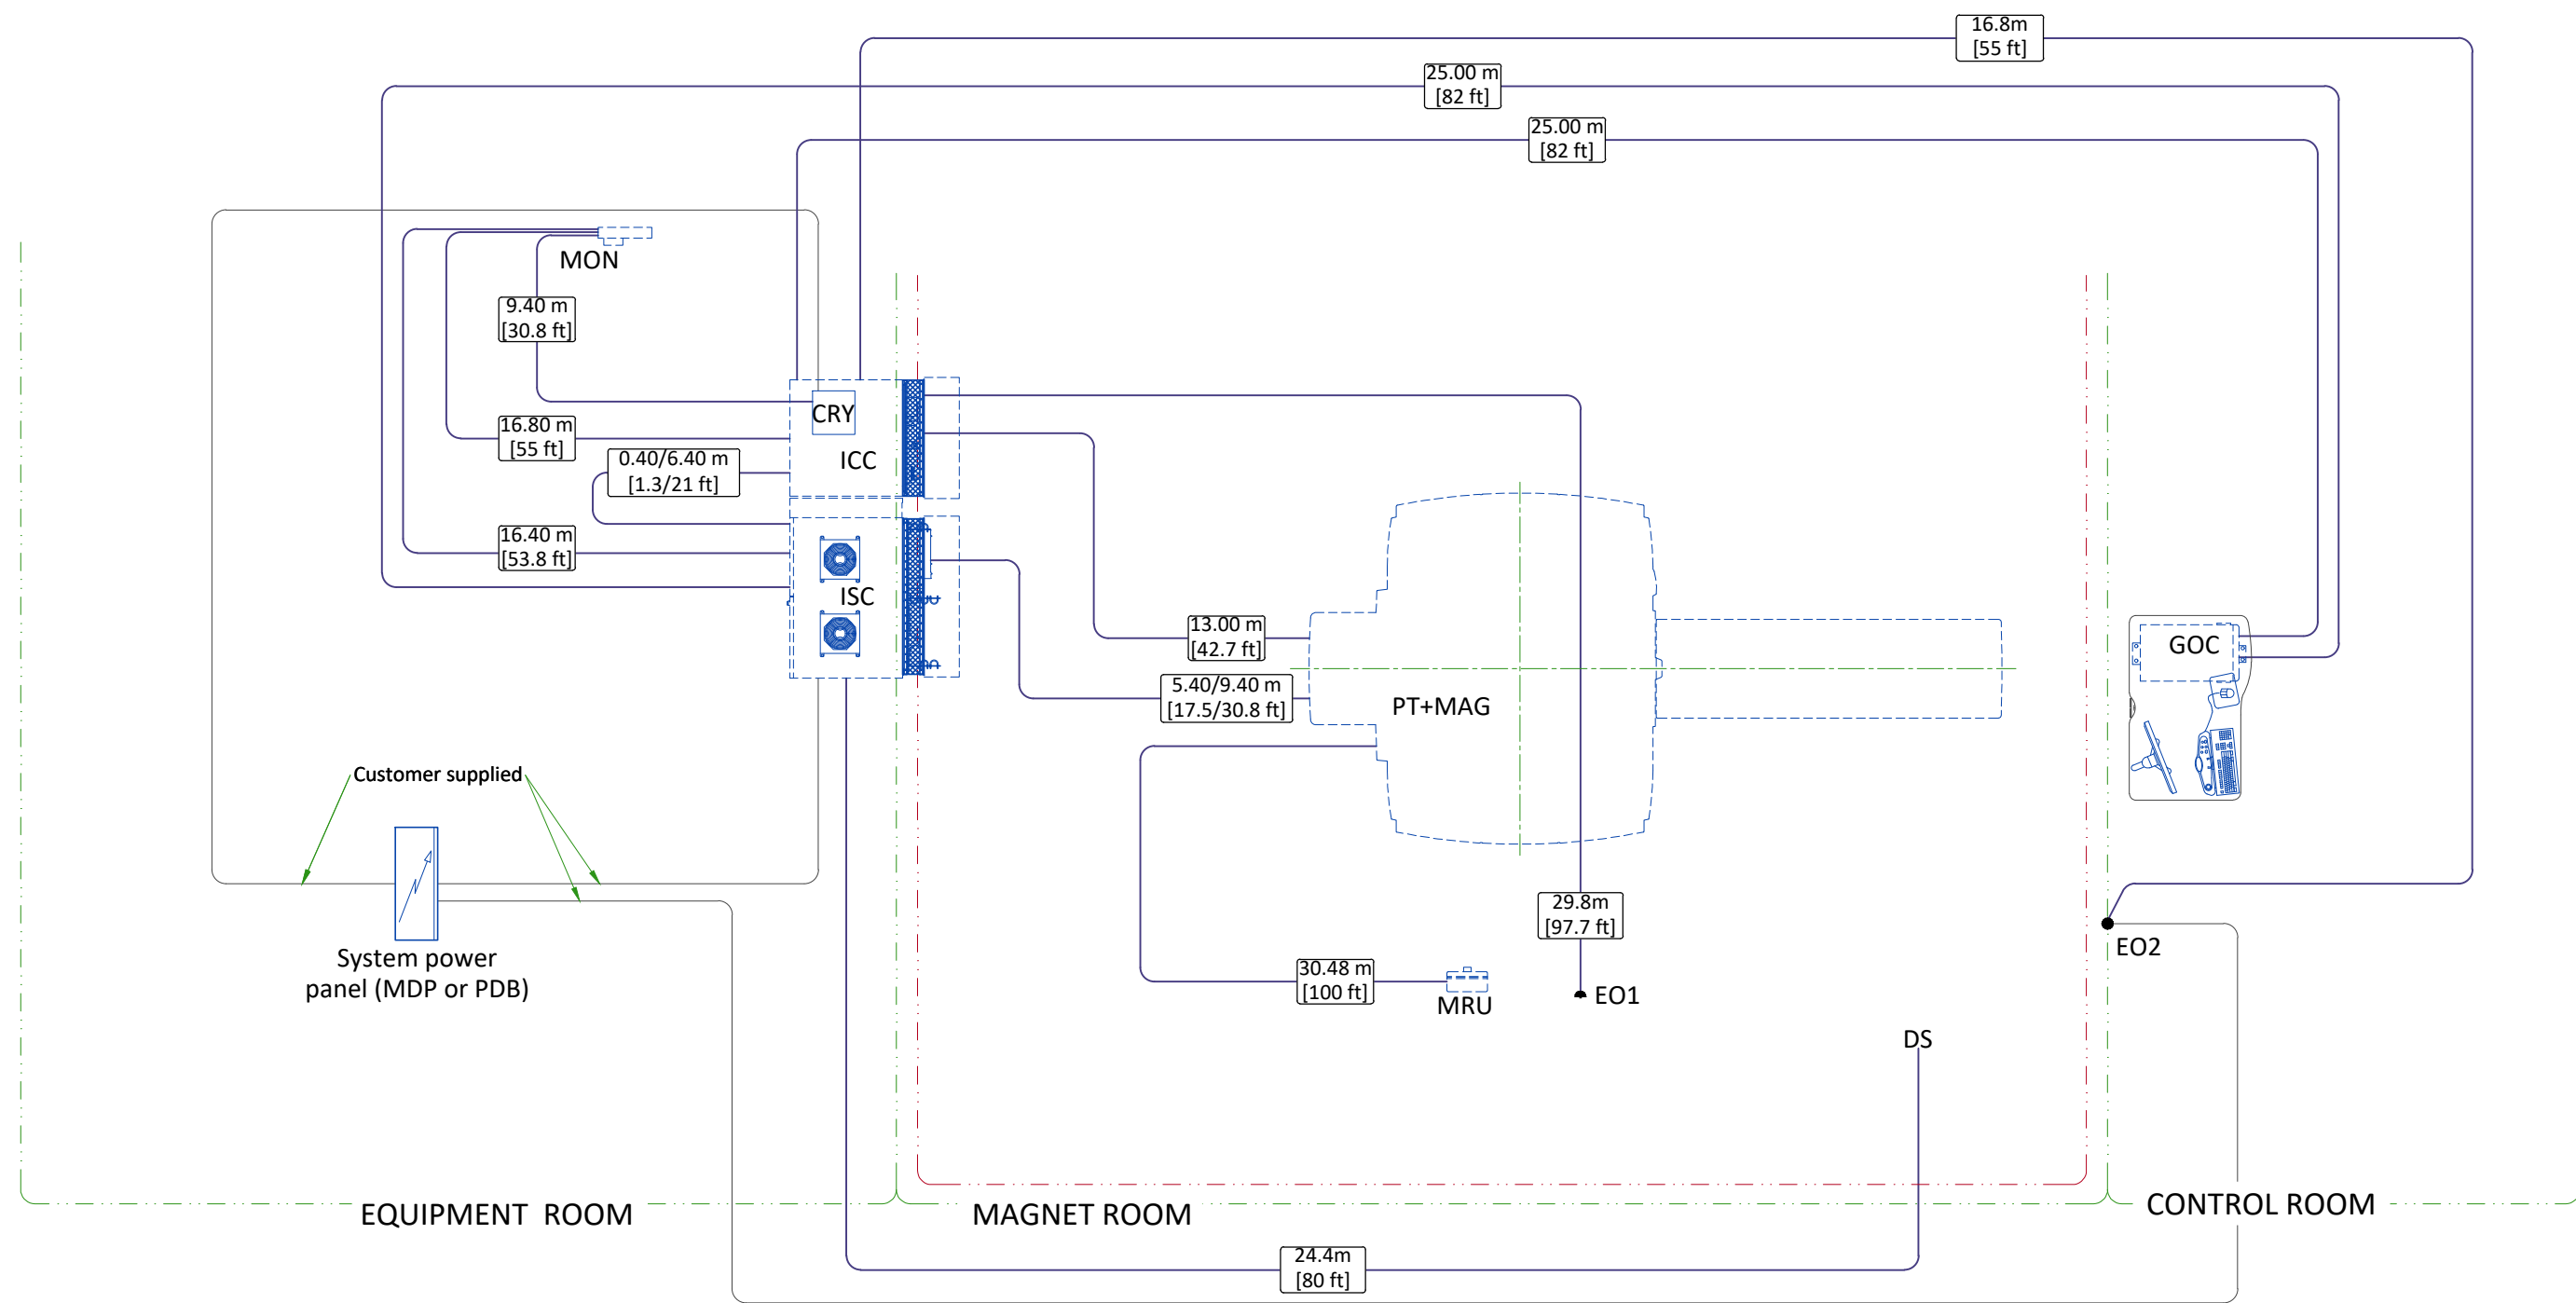 16.8m
[55 ft]
25.00 m
[82 ft]
25.00 m
[82 ft]
MON
9.40 m
[30.8 ft]
CRY
16.80 m
[55 ft]
ICC
0.40/6.40 m
[1.3/21 ft]
16.40 m
[53.8 ft]
ISC
13.00 m
[42.7 ft]
GOC
5.40/9.40 m
[17.5/30.8 ft]
PT+MAG
Customer supplied
29.8m
[97.7 ft]
System power
panel (MDP or PDB)
EO2
30.48 m
[100 ft]
MRU
EO1
DS
EQUIPMENT ROOM
MAGNET ROOM
CONTROL ROOM
24.4m
[80 ft]